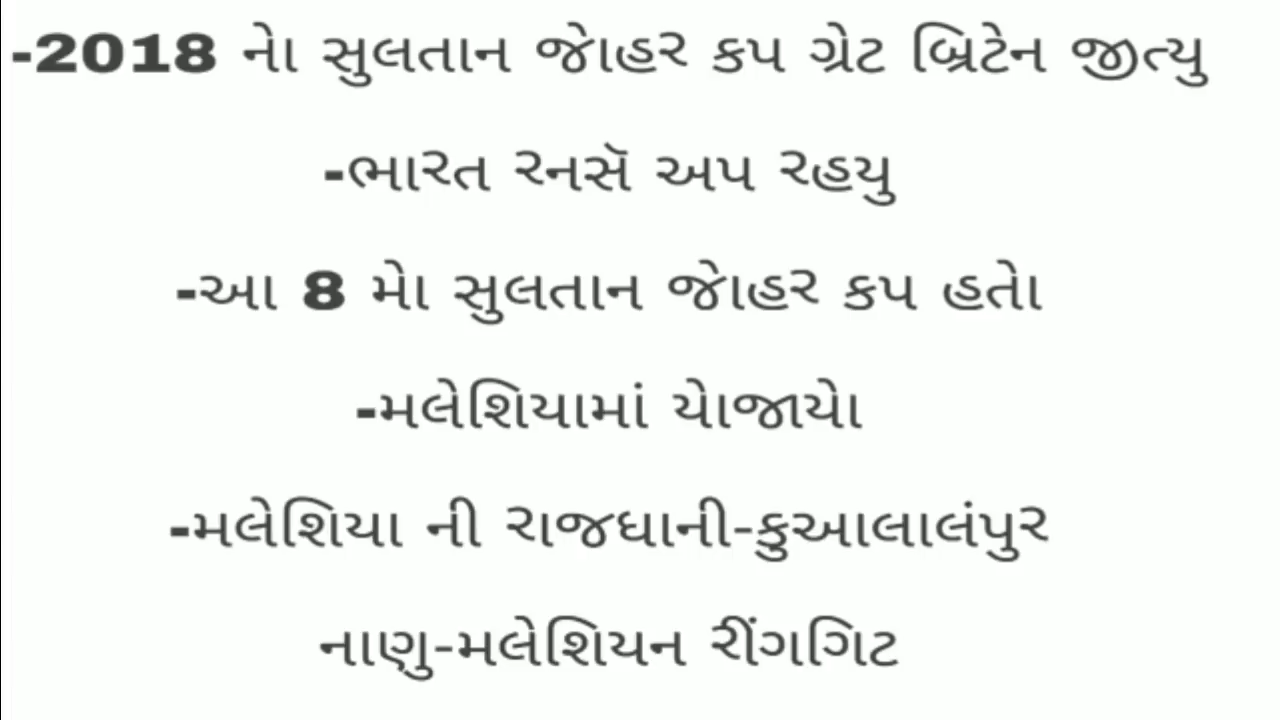 -2018 નો સુલતાન જોહર કપ ગ્રેટ બ્રિટેન જીત્યુ
-ભારત રનસૅ અપ રહયુ
-આ 8 મો સુલતાન જોહર કપ હતો
-મલેશિયામાં યોજાયો
-મલેશિયા ની રાજધાની-કુઆલાલંપુર
નાણુ-મલેશિયન રીંગગિટ